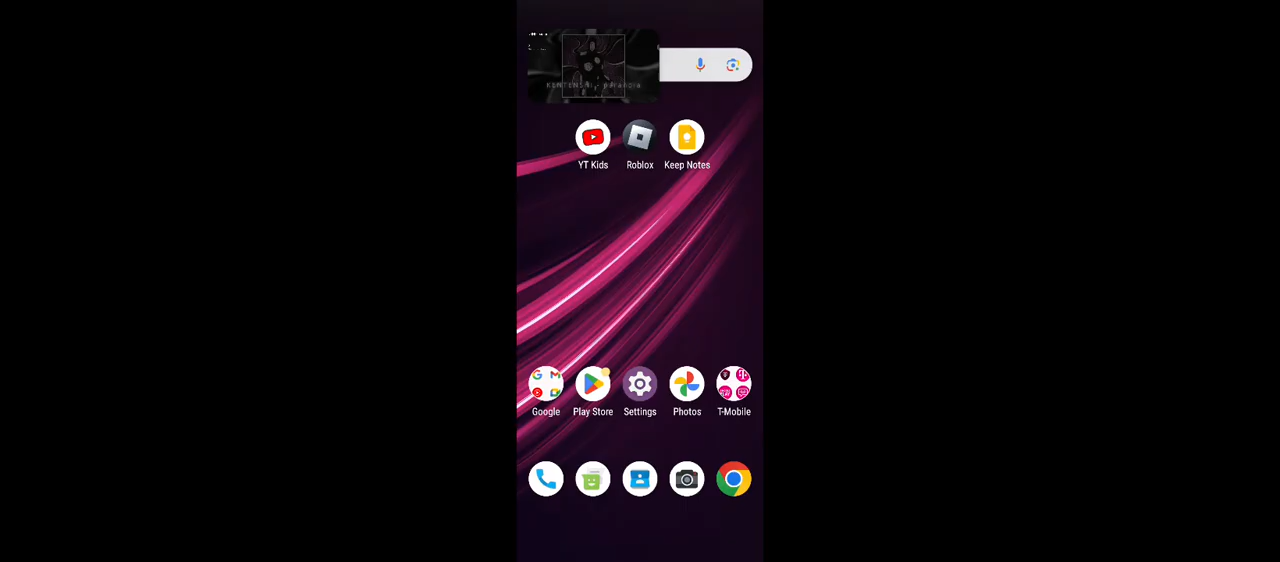 YT Kids
Roblox
Keep Notes
Google
Play Store
Settings
Photos
T-Mobile